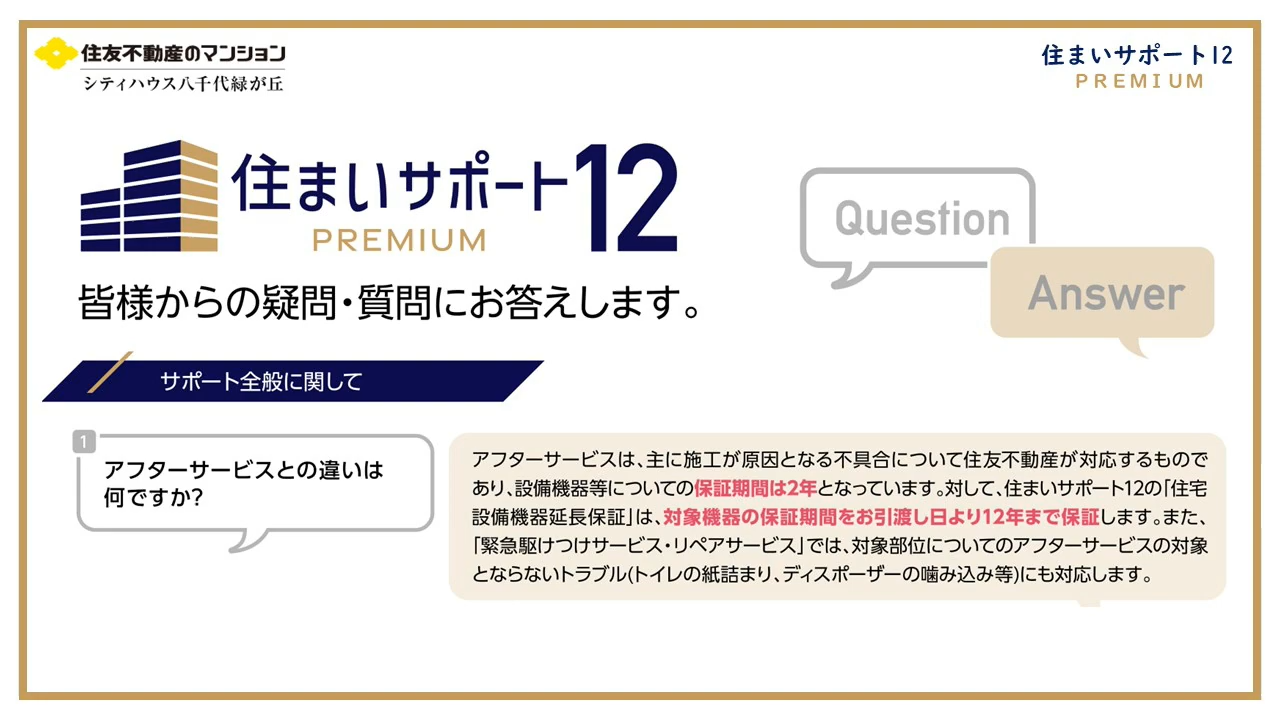 住友不動産のマンション
シティハウス八千代緑が丘
住まいサポート12
PREMIUM
住まいサポート12
PREMIUM
皆様からの疑問・質問にお答えします。
Question
Answer
サポート全般に関して
1
アフターサービスとの違いは
何ですか?
アフターサービスは、主に施工が原因となる不具合について住友不動産が対応するもので
あり、設備機器等についての保証期間は2年となっています。対して、住まいサポート12の「住宅
設備機器延長保証」は、対象機器の保証期間をお引渡し日より12年まで保証します。また、
「緊急駆けつけサービス・リペアサービス」では、対象部位についてのアフターサービスの対象
とならないトラブル(トイレの紙詰まり、ディスポーザーの噛み込み等)にも対応します。